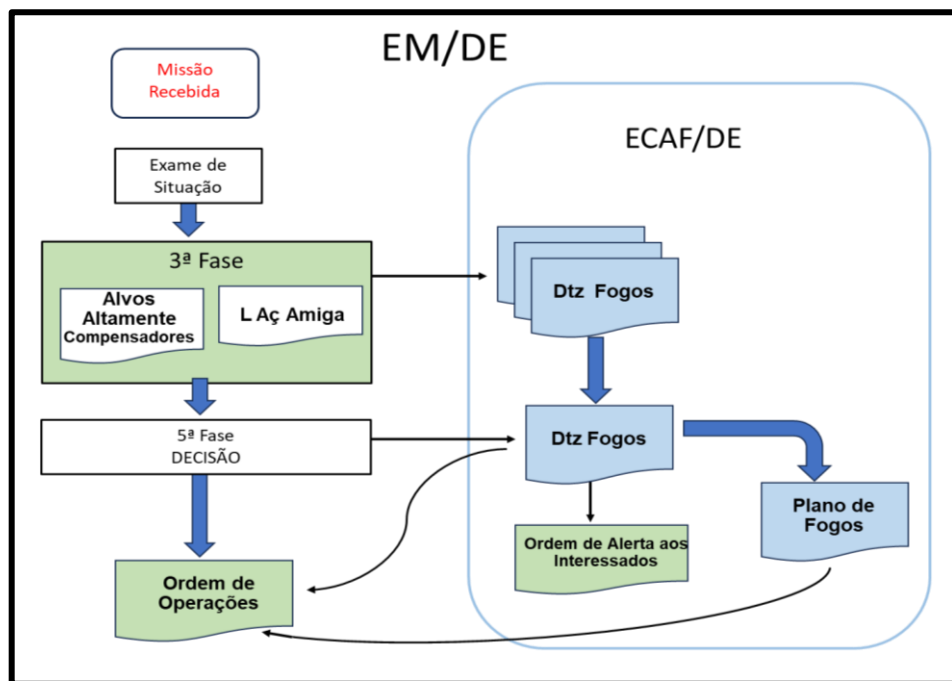 EM/DE
Missão
Recebida
ECAF/DE
Exame de
Situação
3ª Fase
Alvos
Altamente
Compensadores
L Aç Amiga
Dtz Fogos
5ª Fase
DECISÃO
Dtz Fogos
Plano de
Fogos
Ordem de Alerta aos
Interessados
Ordem de
Operações